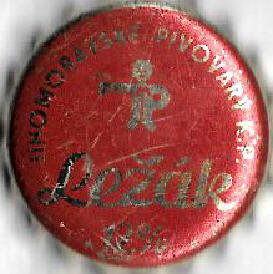 JIHOMORAVSKÉ PIVOVARY K.P.
Ležák
12%